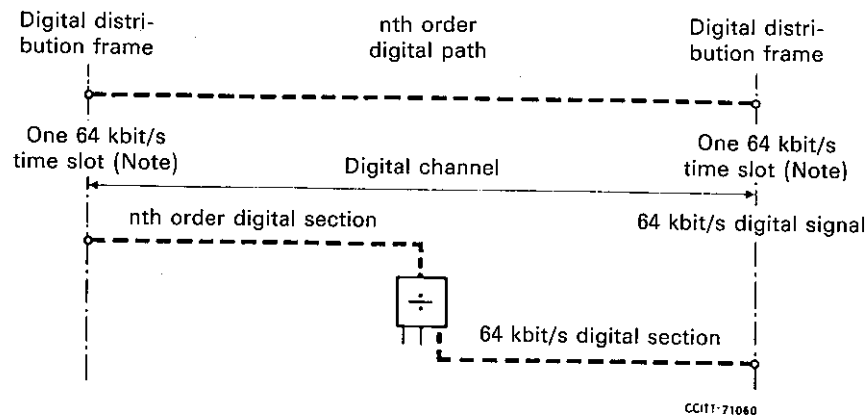 Digital distri-
bution frame
nth order
digital path
Digital distri-
bution frame
One 64 kbit/s
time slot (Note)
Digital channel
One 64 kbit/s
time slot (Note)
nth order digital section
64 kbit/s digital signal
÷
64 kbit/s digital section
CCITT-71060